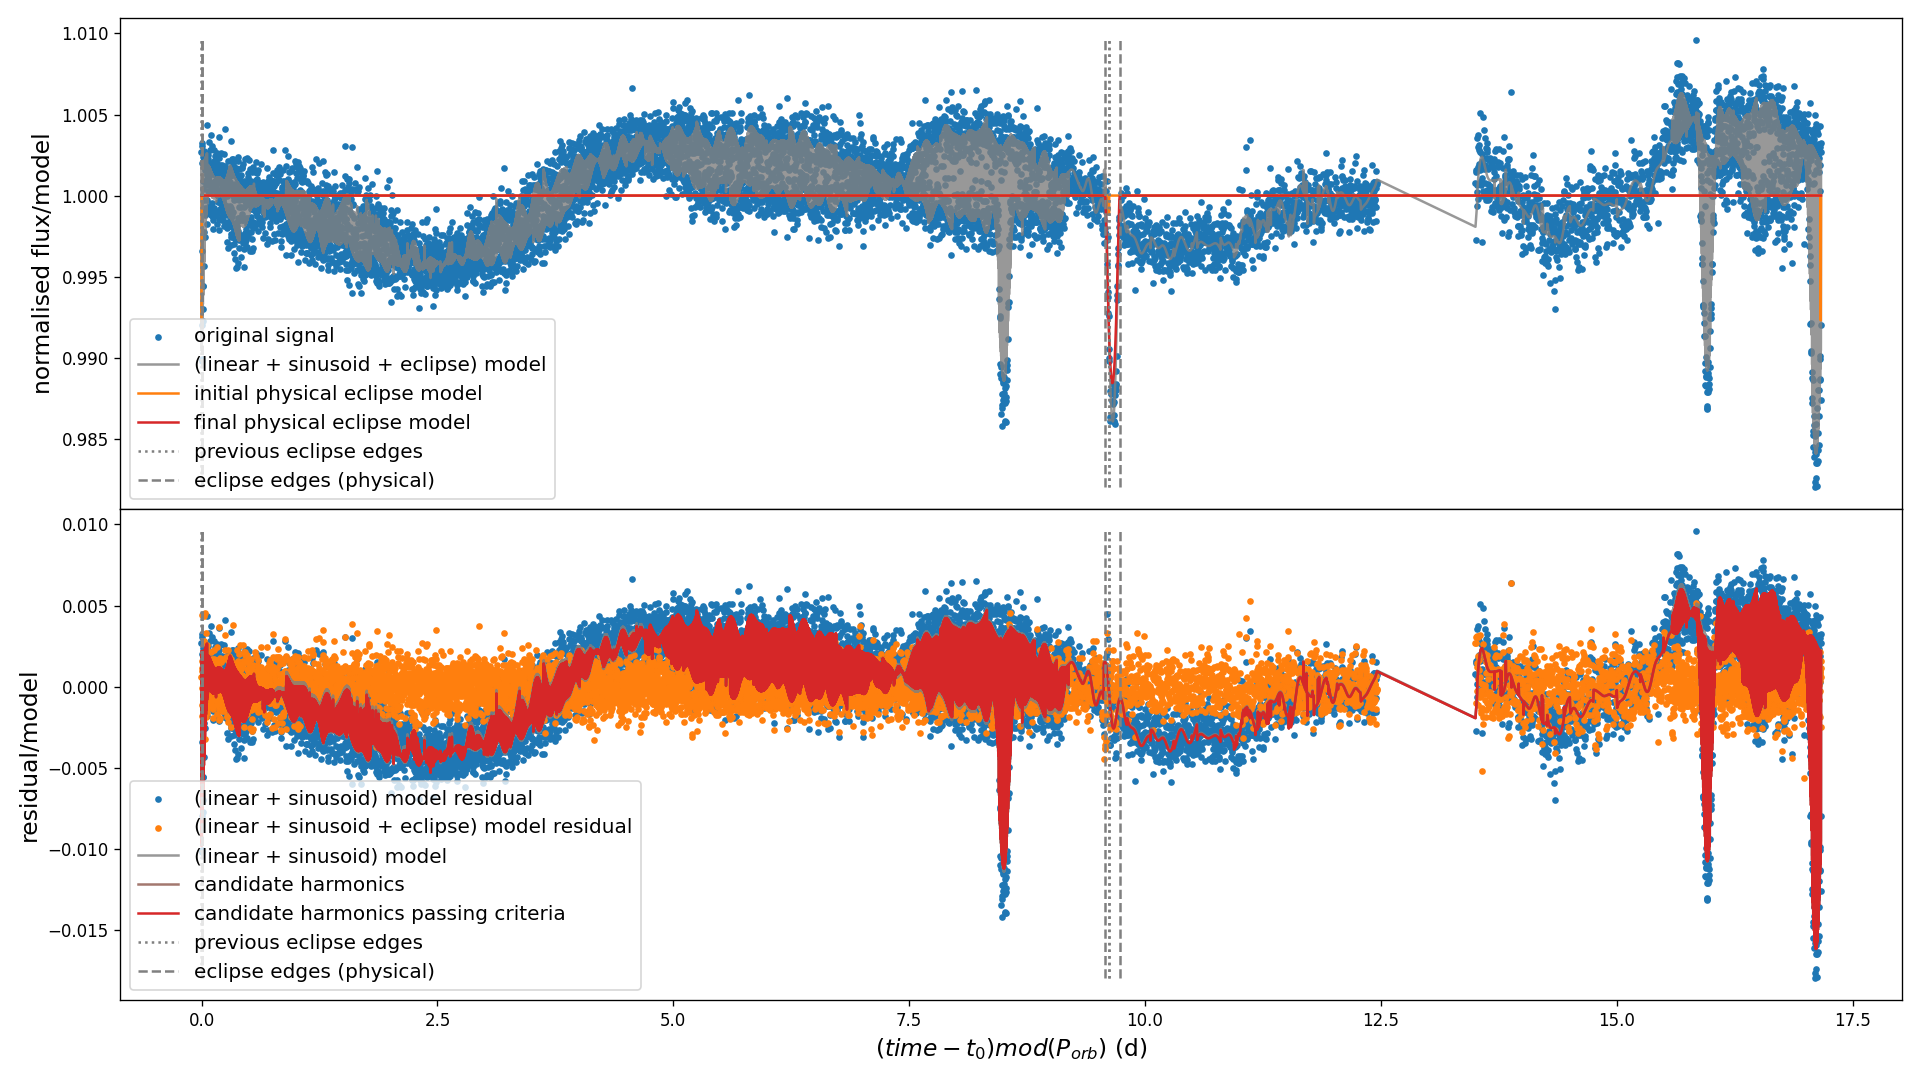 1.010
1.005
1.000
0.995
0.990
0.985
normalised flux/model
original signal
(linear + sinusoid + eclipse) model
initial physical eclipse model
final physical eclipse model
previous eclipse edges
eclipse edges (physical)
0.010
0.005
0.000
−0.005
−0.010
−0.015
residual/model
(linear + sinusoid) model residual
(linear + sinusoid + eclipse) model residual
(linear + sinusoid) model
candidate harmonics
candidate harmonics passing criteria
previous eclipse edges
eclipse edges (physical)
0.0 2.5 5.0 7.5 10.0 12.5 15.0 17.5
(time − t₀)mod(Pₒᵣb) (d)